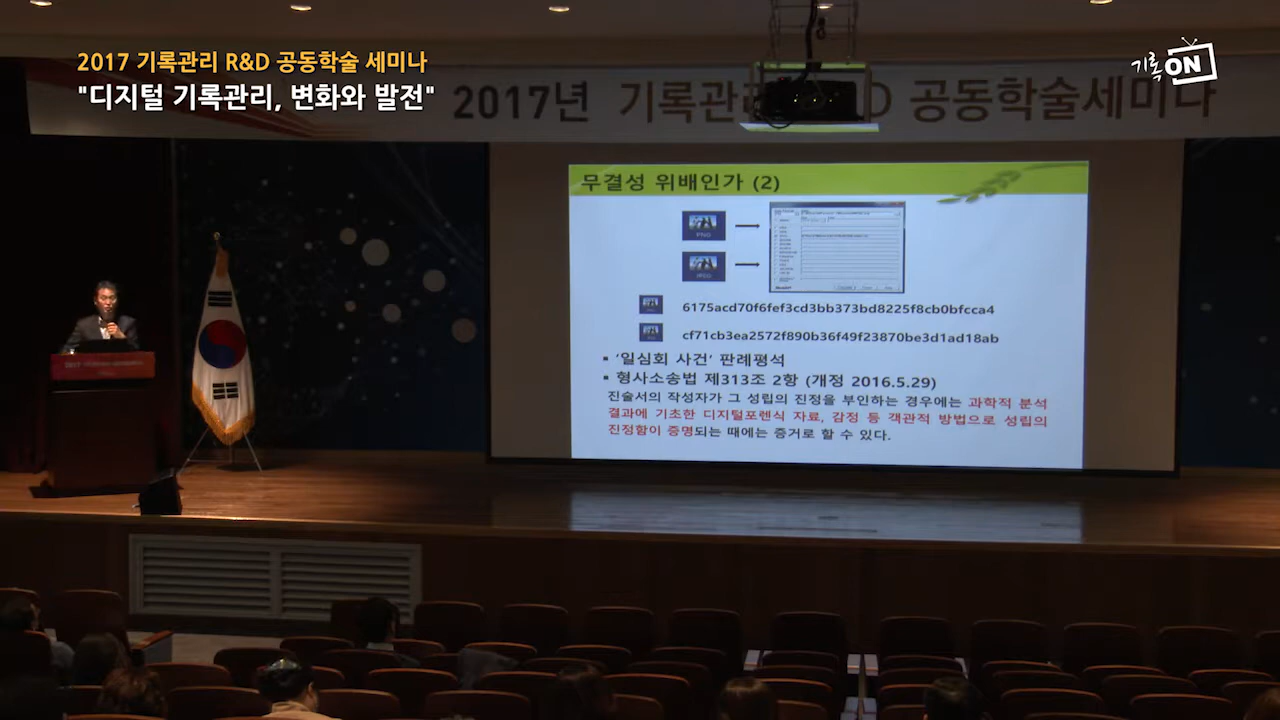 2017 기록관리 R&D 공동학술 세미나
"디지털 기록관리, 변화와 발전"
기록ON
2017년 기록관리 D 공동학술세미나
무결성 위배인가 (2)
PNG
JPEG
6175acd70f6fef3cd3bb373bd8225f8cb0bfcca4
cf71cb3ea2572f890b36f49f23870be3d1ad18ab
▪ '일심회 사건' 판례평석
▪ 형사소송법 제313조 2항 (개정 2016.5.29)
진술서의 작성자가 그 성립의 진정을 부인하는 경우에는 과학적 분석
결과에 기초한 디지털포렌식 자료, 감정 등 객관적 방법으로 성립의
진정함이 증명되는 때에는 증거로 할 수 있다.
2017